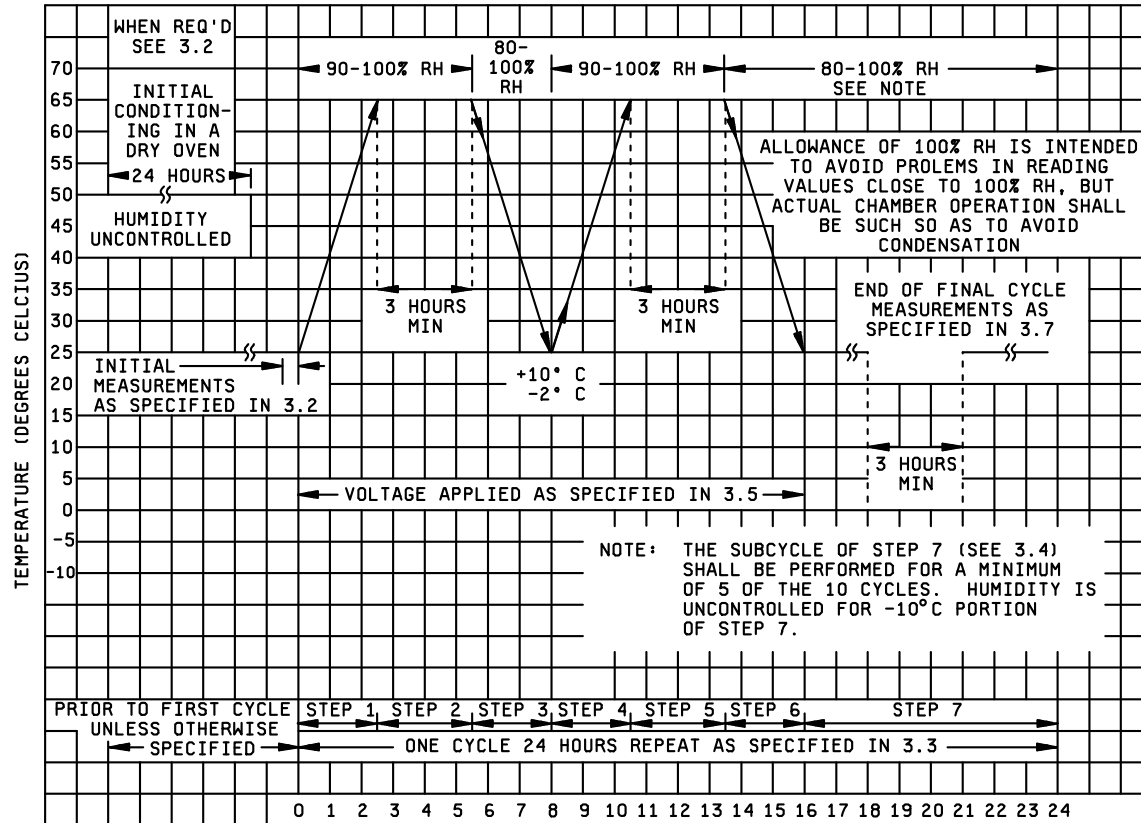 WHEN REQ'D
SEE 3.2
INITIAL
CONDITION-
ING IN A
DRY OVEN
24 HOURS
HUMIDITY
UNCONTROLLED
90-100% RH
80-
100%
RH
90-100% RH
80-100% RH
SEE NOTE
ALLOWANCE OF 100% RH IS INTENDED
TO AVOID PROLEMS IN READING
VALUES CLOSE TO 100% RH, BUT
ACTUAL CHAMBER OPERATION SHALL
BE SUCH SO AS TO AVOID
CONDENSATION
3 HOURS
MIN
3 HOURS
MIN
END OF FINAL CYCLE
MEASUREMENTS AS
SPECIFIED IN 3.7
INITIAL
MEASUREMENTS
AS SPECIFIED IN 3.2
+10° C
-2° C
3 HOURS
MIN
VOLTAGE APPLIED AS SPECIFIED IN 3.5
NOTE: THE SUBCYCLE OF STEP 7 (SEE 3.4)
SHALL BE PERFORMED FOR A MINIMUM
OF 5 OF THE 10 CYCLES. HUMIDITY IS
UNCONTROLLED FOR -10°C PORTION
OF STEP 7.
TEMPERATURE (DEGREES CELCIUS)
70
65
60
55
50
45
40
35
30
25
20
15
10
5
0
-5
-10
PRIOR TO FIRST CYCLE
UNLESS OTHERWISE
SPECIFIED
STEP 1 STEP 2 STEP 3 STEP 4 STEP 5 STEP 6 STEP 7
ONE CYCLE 24 HOURS REPEAT AS SPECIFIED IN 3.3
0 1 2 3 4 5 6 7 8 9 10 11 12 13 14 15 16 17 18 19 20 21 22 23 24